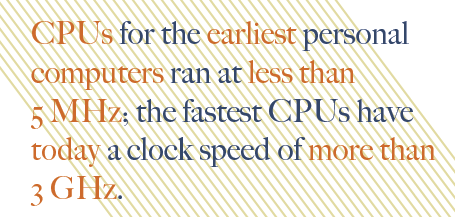 CPUs for the earliest personal
computers ran at less than
5 MHz; the fastest CPUs have
today a clock speed of more than
3 GHz.